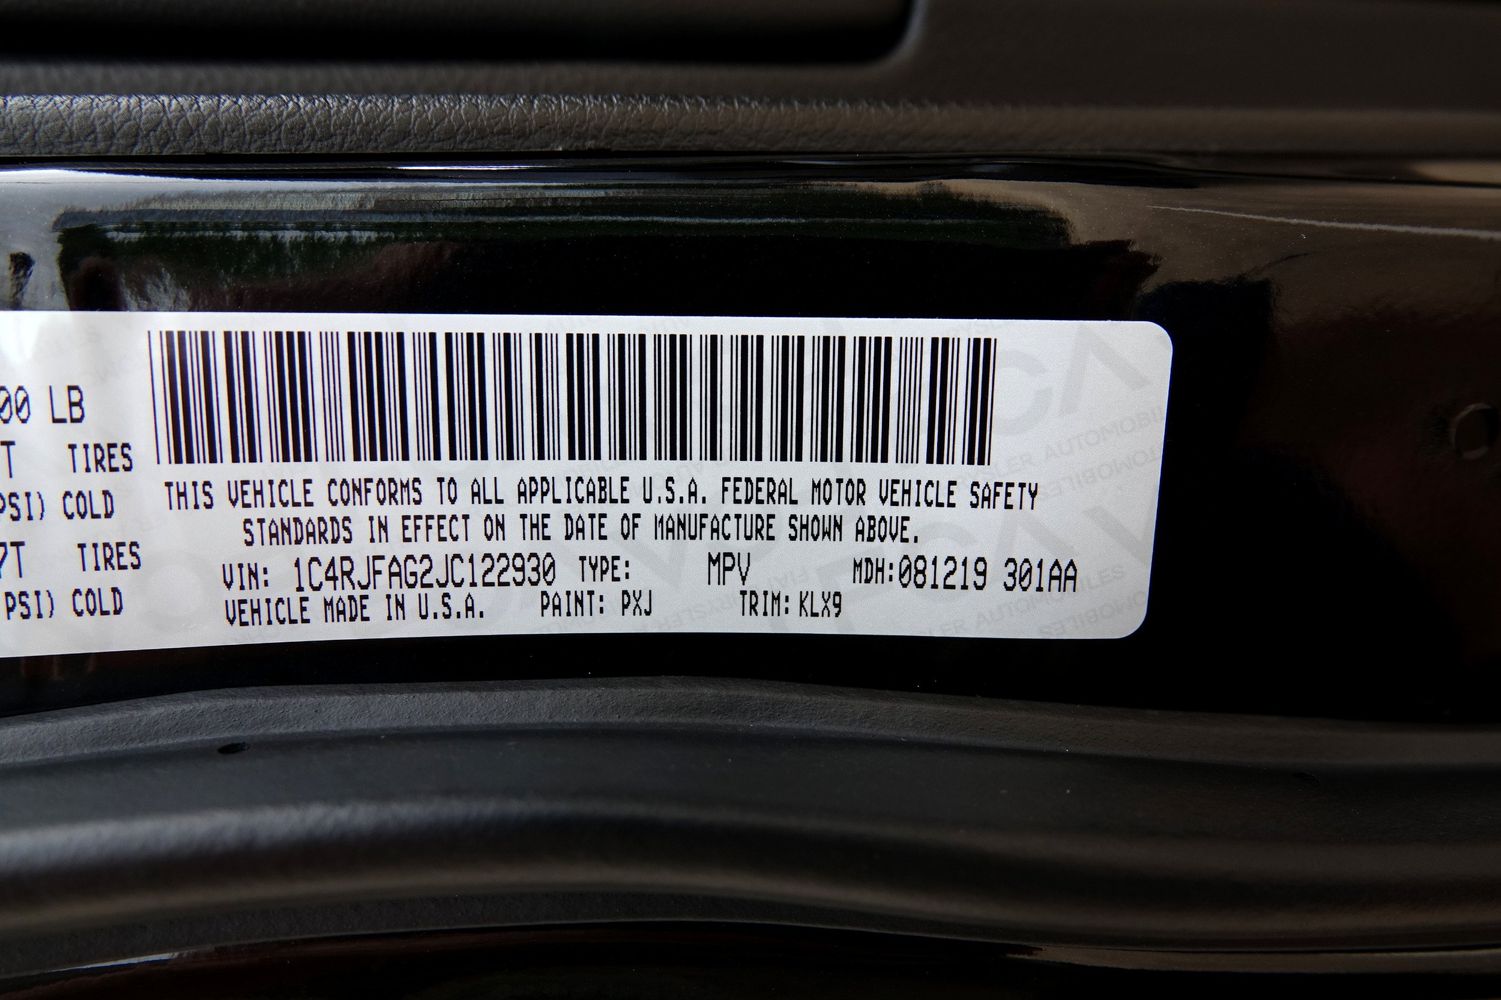 00 LB
T TIRES
PSI) COLD
7T TIRES
PSI) COLD
THIS VEHICLE CONFORMS TO ALL APPLICABLE U.S.A. FEDERAL MOTOR VEHICLE SAFETY
STANDARDS IN EFFECT ON THE DATE OF MANUFACTURE SHOWN ABOVE.
VIN: 1C4RJFAG2JC122930 TYPE: MPV MDH:081219 301AA
VEHICLE MADE IN U.S.A. PAINT: PXJ TRIM: KLX9